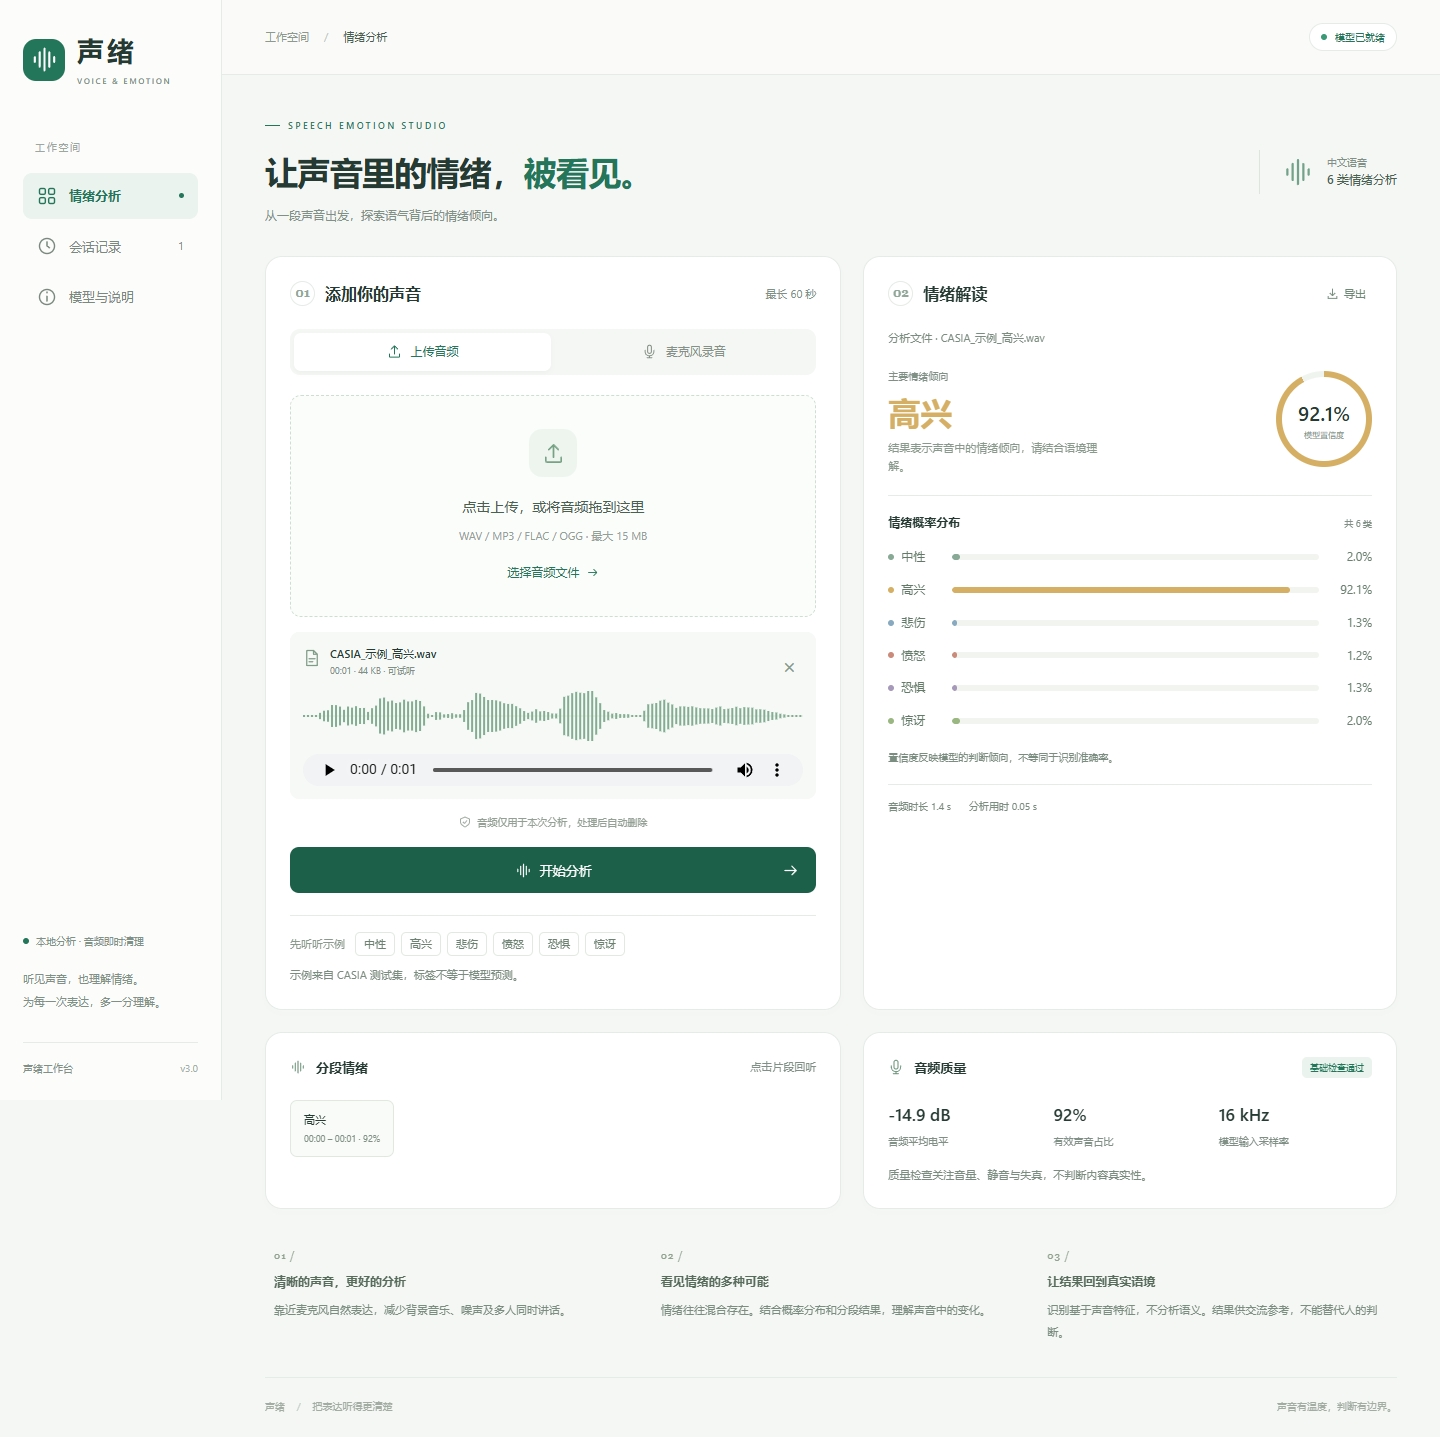 声绪
VOICE & EMOTION
工作空间
情绪分析
会话记录 1
模型与说明
本地分析 · 音频即时清理
听见声音，也理解情绪。
为每一次表达，多一分理解。
声绪工作台 v3.0
工作空间 / 情绪分析
模型已就绪
SPEECH EMOTION STUDIO
让声音里的情绪，被看见。
从一段声音出发，探索语气背后的情绪倾向。
中文语音
6 类情绪分析
01 添加你的声音 最长 60 秒
上传音频 麦克风录音
点击上传，或将音频拖到这里
WAV / MP3 / FLAC / OGG · 最大 15 MB
选择音频文件 →
CASIA_示例_高兴.wav
00:01 · 44 KB · 可试听
0:00 / 0:01
音频仅用于本次分析，处理后自动删除
开始分析 →
先听听示例 中性 高兴 悲伤 愤怒 恐惧 惊讶
示例来自 CASIA 测试集，标签不等于模型预测。
02 情绪解读 导出
分析文件 · CASIA_示例_高兴.wav
主要情绪倾向
高兴
结果表示声音中的情绪倾向，请结合语境理
解。
92.1%
模型置信度
情绪概率分布 共 6 类
中性 2.0%
高兴 92.1%
悲伤 1.3%
愤怒 1.2%
恐惧 1.3%
惊讶 2.0%
置信度反映模型的判断倾向，不等同于识别准确率。
音频时长 1.4 s 分析用时 0.05 s
分段情绪 点击片段回听
高兴
00:00 – 00:01 · 92%
音频质量 基础检查通过
-14.9 dB 92% 16 kHz
音频平均电平 有效声音占比 模型输入采样率
质量检查关注音量、静音与失真，不判断内容真实性。
01 /
清晰的声音，更好的分析
靠近麦克风自然表达，减少背景音乐、噪声及多人同时讲话。
02 /
看见情绪的多种可能
情绪往往混合存在。结合概率分布和分段结果，理解声音中的变化。
03 /
让结果回到真实语境
识别基于声音特征，不分析语义。结果供交流参考，不能替代人的判
断。
声绪 / 把表达听得更清楚
声音有温度，判断有边界。